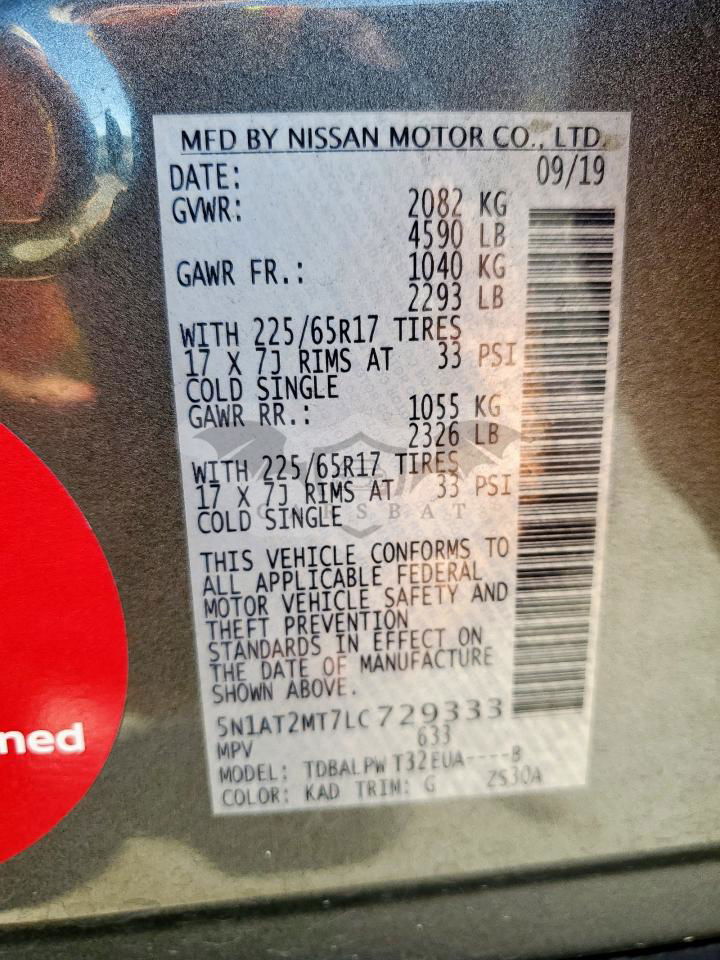 MFD BY NISSAN MOTOR CO., LTD.
DATE: 09/19
GVWR: 2082 KG
4590 LB
GAWR FR.: 1040 KG
2293 LB
WITH 225/65R17 TIRES
17 X 7J RIMS AT 33 PSI
COLD SINGLE
GAWR RR.: 1055 KG
2326 LB
WITH 225/65R17 TIRES
17 X 7J RIMS AT 33 PSI
COLD SINGLE
CARSBAT
THIS VEHICLE CONFORMS TO
ALL APPLICABLE FEDERAL
MOTOR VEHICLE SAFETY AND
THEFT PREVENTION
STANDARDS IN EFFECT ON
THE DATE OF MANUFACTURE
SHOWN ABOVE.
5N1AT2MT7LC729333
MPV 633
MODEL: TDBALPW T32EUA----B
COLOR: KAD TRIM: G ZS30A
ned